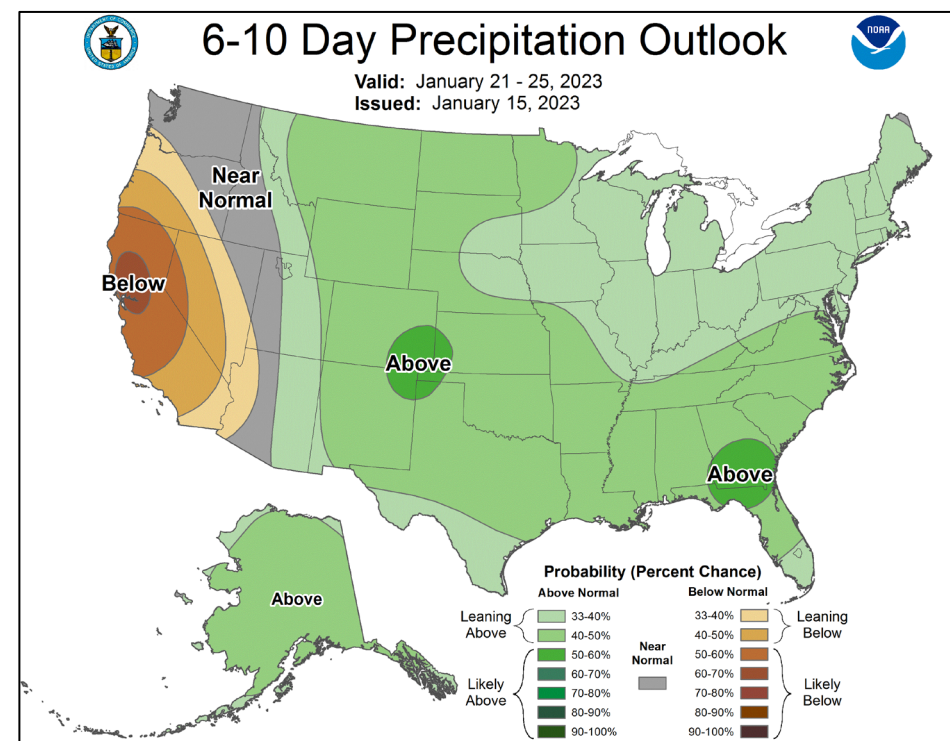 6-10 Day Precipitation Outlook
NOAA
Valid: January 21 - 25, 2023
Issued: January 15, 2023
Near
Normal
Below
Above
Above
Above
Probability (Percent Chance)
Above Normal
Below Normal
Leaning
Above
33-40%
40-50%
Likely
Above
50-60%
60-70%
70-80%
80-90%
90-100%
Near
Normal
33-40%
40-50%
Leaning
Below
50-60%
60-70%
70-80%
80-90%
90-100%
Likely
Below